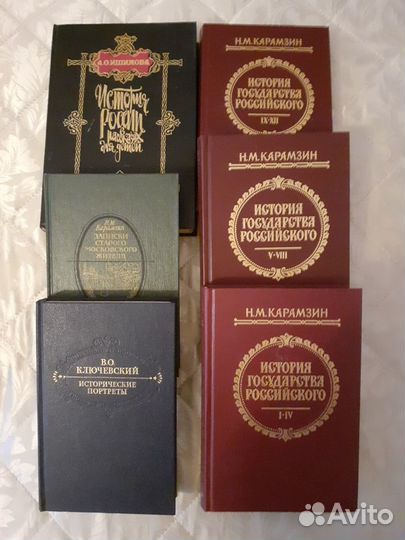 А.О.ИШИМОВА
История
России
в рассказах
для детей
Н.М. Карамзин
ЗАПИСКИ
СТАРОГО
МОСКОВСКОГО
ЖИТЕЛЯ
В.О.
КЛЮЧЕВСКИЙ
ИСТОРИЧЕСКИЕ
ПОРТРЕТЫ
Н.М.КАРАМЗИН
ИСТОРИЯ
ГОСУДАРСТВА
РОССИЙСКОГО
IX-XII
Н.М.КАРАМЗИН
ИСТОРИЯ
ГОСУДАРСТВА
РОССИЙСКОГО
V-VIII
Н.М.КАРАМЗИН
ИСТОРИЯ
ГОСУДАРСТВА
РОССИЙСКОГО
I-IV
Avito